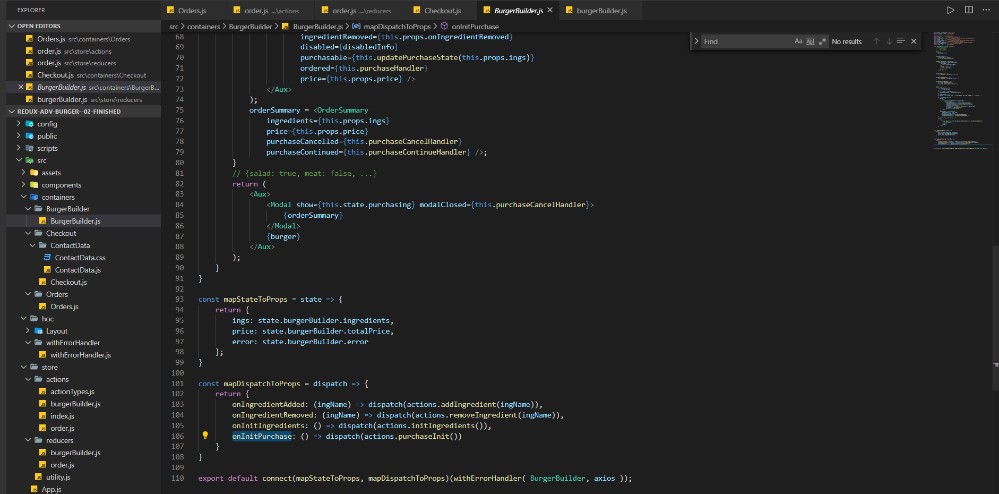 EXPLORER
OPEN EDITORS
Orders.js src\containers\Orders
order.js src\store\actions
order.js src\store\reducers
Checkout.js src\containers\Checkout
BurgerBuilder.js src\containers\BurgerB...
burgerBuilder.js src\store\reducers
REDUX-ADV-BURGER--02-FINISHED
config
public
scripts
src
assets
components
containers
BurgerBuilder
BurgerBuilder.js
Checkout
ContactData
ContactData.css
ContactData.js
Checkout.js
Orders
Orders.js
hoc
Layout
withErrorHandler
withErrorHandler.js
store
actions
actionTypes.js
burgerBuilder.js
index.js
order.js
reducers
burgerBuilder.js
order.js
utility.js
App.js
Orders.js order.js ...\actions order.js ...\reducers Checkout.js BurgerBuilder.js burgerBuilder.js
src > containers > BurgerBuilder > BurgerBuilder.js > mapDispatchToProps > onInitPurchase
Find Aa Abl .* No results
68 ingredientRemoved={this.props.onIngredientRemoved}
69 disabled={disabledInfo}
70 purchasable={this.updatePurchaseState(this.props.ings)}
71 ordered={this.purchaseHandler}
72 price={this.props.price} />
73 </Aux>
74 );
75 orderSummary = <OrderSummary
76 ingredients={this.props.ings}
77 price={this.props.price}
78 purchaseCancelled={this.purchaseCancelHandler}
79 purchaseContinued={this.purchaseContinueHandler} />;
80 }
81 // {salad: true, meat: false, ...}
82 return (
83 <Aux>
84 <Modal show={this.state.purchasing} modalClosed={this.purchaseCancelHandler}>
85 {orderSummary}
86 </Modal>
87 {burger}
88 </Aux>
89 );
90 }
91 }
92
93 const mapStateToProps = state => {
94 return {
95 ings: state.burgerBuilder.ingredients,
96 price: state.burgerBuilder.totalPrice,
97 error: state.burgerBuilder.error
98 };
99 }
100
101 const mapDispatchToProps = dispatch => {
102 return {
103 onIngredientAdded: (ingName) => dispatch(actions.addIngredient(ingName)),
104 onIngredientRemoved: (ingName) => dispatch(actions.removeIngredient(ingName)),
105 onInitIngredients: () => dispatch(actions.initIngredients()),
106 onInitPurchase: () => dispatch(actions.purchaseInit())
107 }
108 }
109
110 export default connect(mapStateToProps, mapDispatchToProps)(withErrorHandler( BurgerBuilder, axios ));